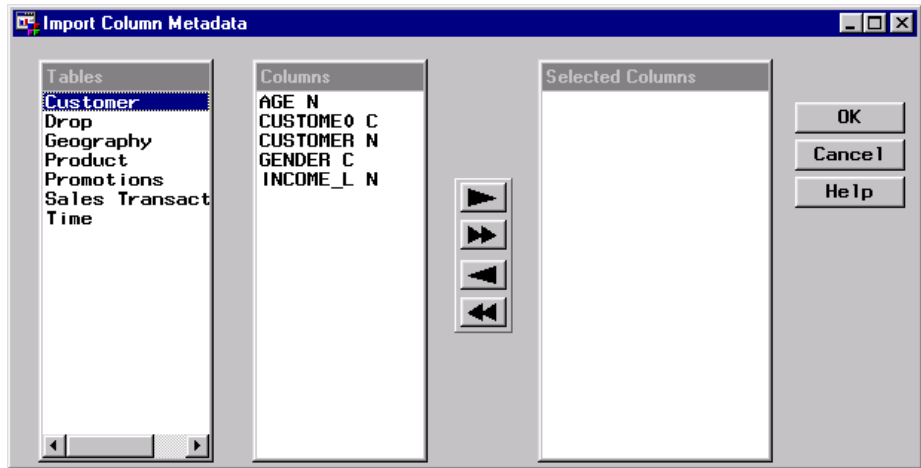 Import Column Metadata
Tables
Customer
Drop
Geography
Product
Promotions
Sales Transact
Time
Columns
AGE N
CUSTOME0 C
CUSTOMER N
GENDER C
INCOME_L N
Selected Columns
OK
Cancel
Help